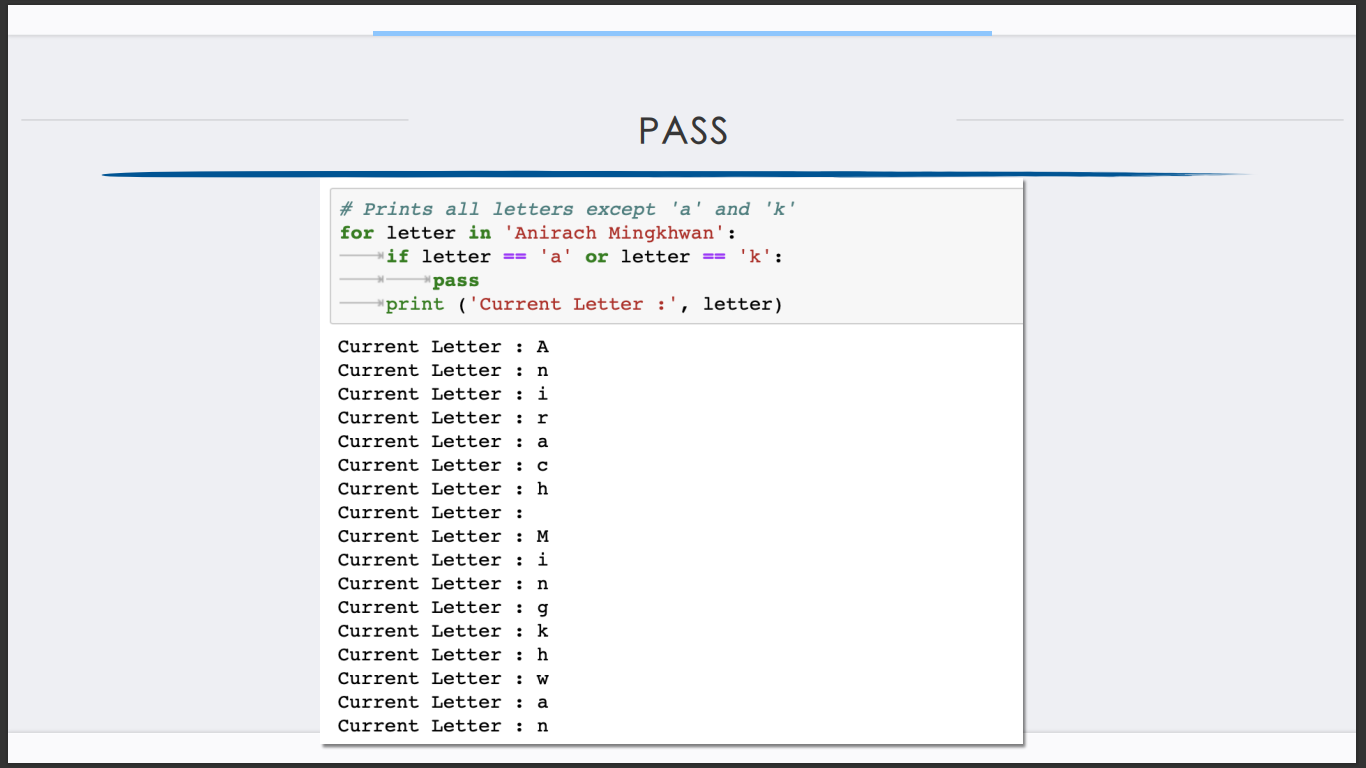 PASS
# Prints all letters except 'a' and 'k'
for letter in 'Anirach Mingkhwan':
if letter == 'a' or letter == 'k':
pass
print ('Current Letter :', letter)
Current Letter : A
Current Letter : n
Current Letter : i
Current Letter : r
Current Letter : a
Current Letter : c
Current Letter : h
Current Letter :
Current Letter : M
Current Letter : i
Current Letter : n
Current Letter : g
Current Letter : k
Current Letter : h
Current Letter : w
Current Letter : a
Current Letter : n